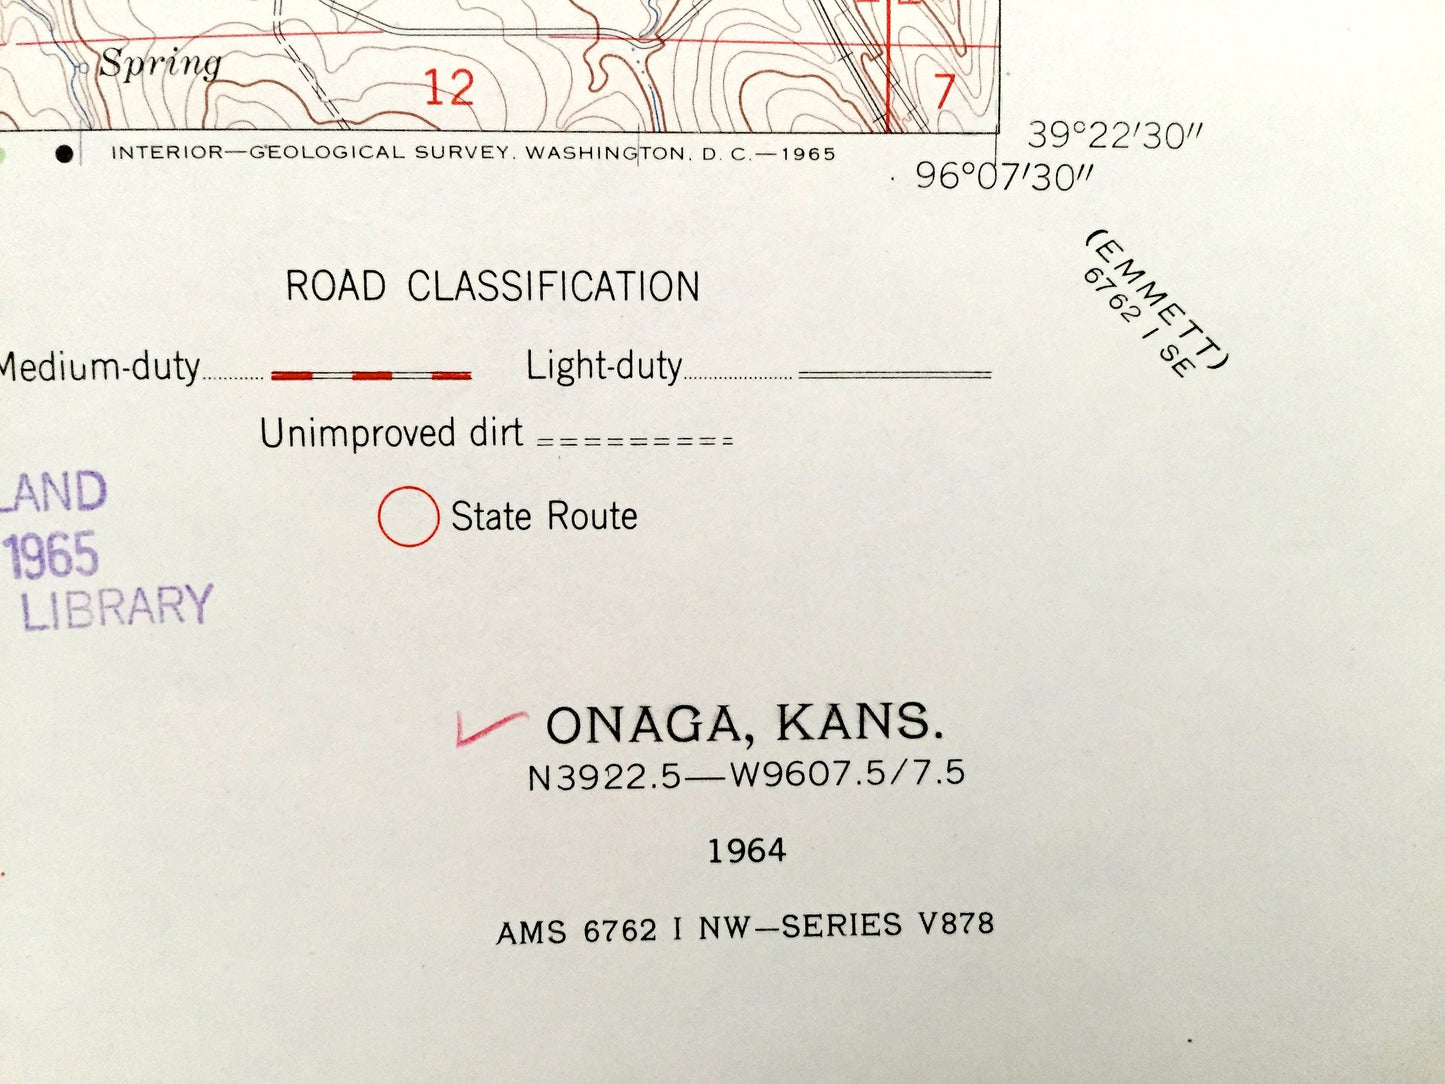 Spring
12
7
INTERIOR—GEOLOGICAL SURVEY, WASHINGTON, D. C.—1965
39°22′30″
96°07′30″
(EMMETT)
6762 I SE
ROAD CLASSIFICATION
Medium-duty
Light-duty
Unimproved dirt
State Route
LAND
1965
LIBRARY
ONAGA, KANS.
N3922.5—W9607.5/7.5
1964
AMS 6762 I NW—SERIES V878